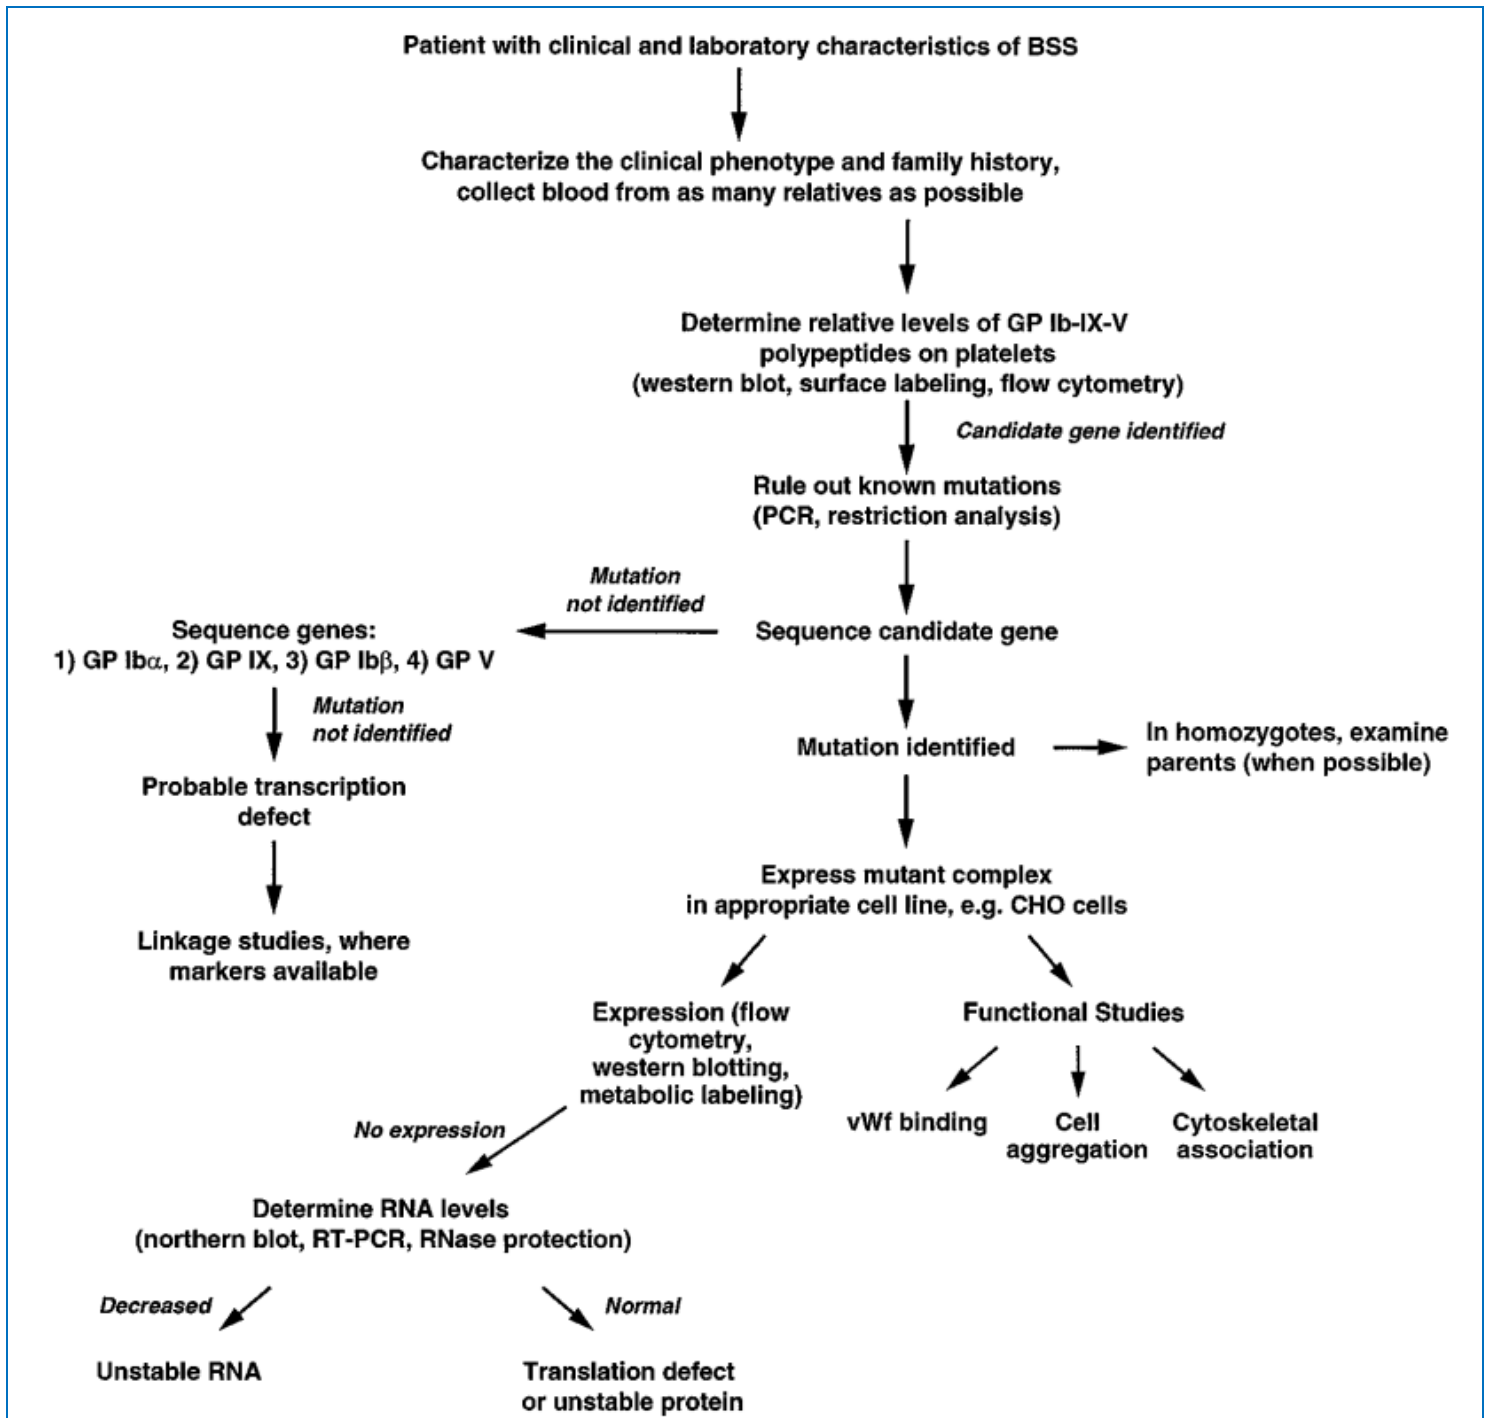 Patient with clinical and laboratory characteristics of BSS
Characterize the clinical phenotype and family history,
collect blood from as many relatives as possible
Determine relative levels of GP Ib-IX-V
polypeptides on platelets
(western blot, surface labeling, flow cytometry)
Candidate gene identified
Rule out known mutations
(PCR, restriction analysis)
Mutation
not identified
Sequence candidate gene
Sequence genes:
1) GP Ibα, 2) GP IX, 3) GP Ibβ, 4) GP V
Mutation
not identified
Probable transcription
defect
Linkage studies, where
markers available
Mutation identified
In homozygotes, examine
parents (when possible)
Express mutant complex
in appropriate cell line, e.g. CHO cells
Expression (flow
cytometry,
western blotting,
metabolic labeling)
Functional Studies
vWf binding
Cell
aggregation
Cytoskeletal
association
No expression
Determine RNA levels
(northern blot, RT-PCR, RNase protection)
Decreased
Normal
Unstable RNA
Translation defect
or unstable protein